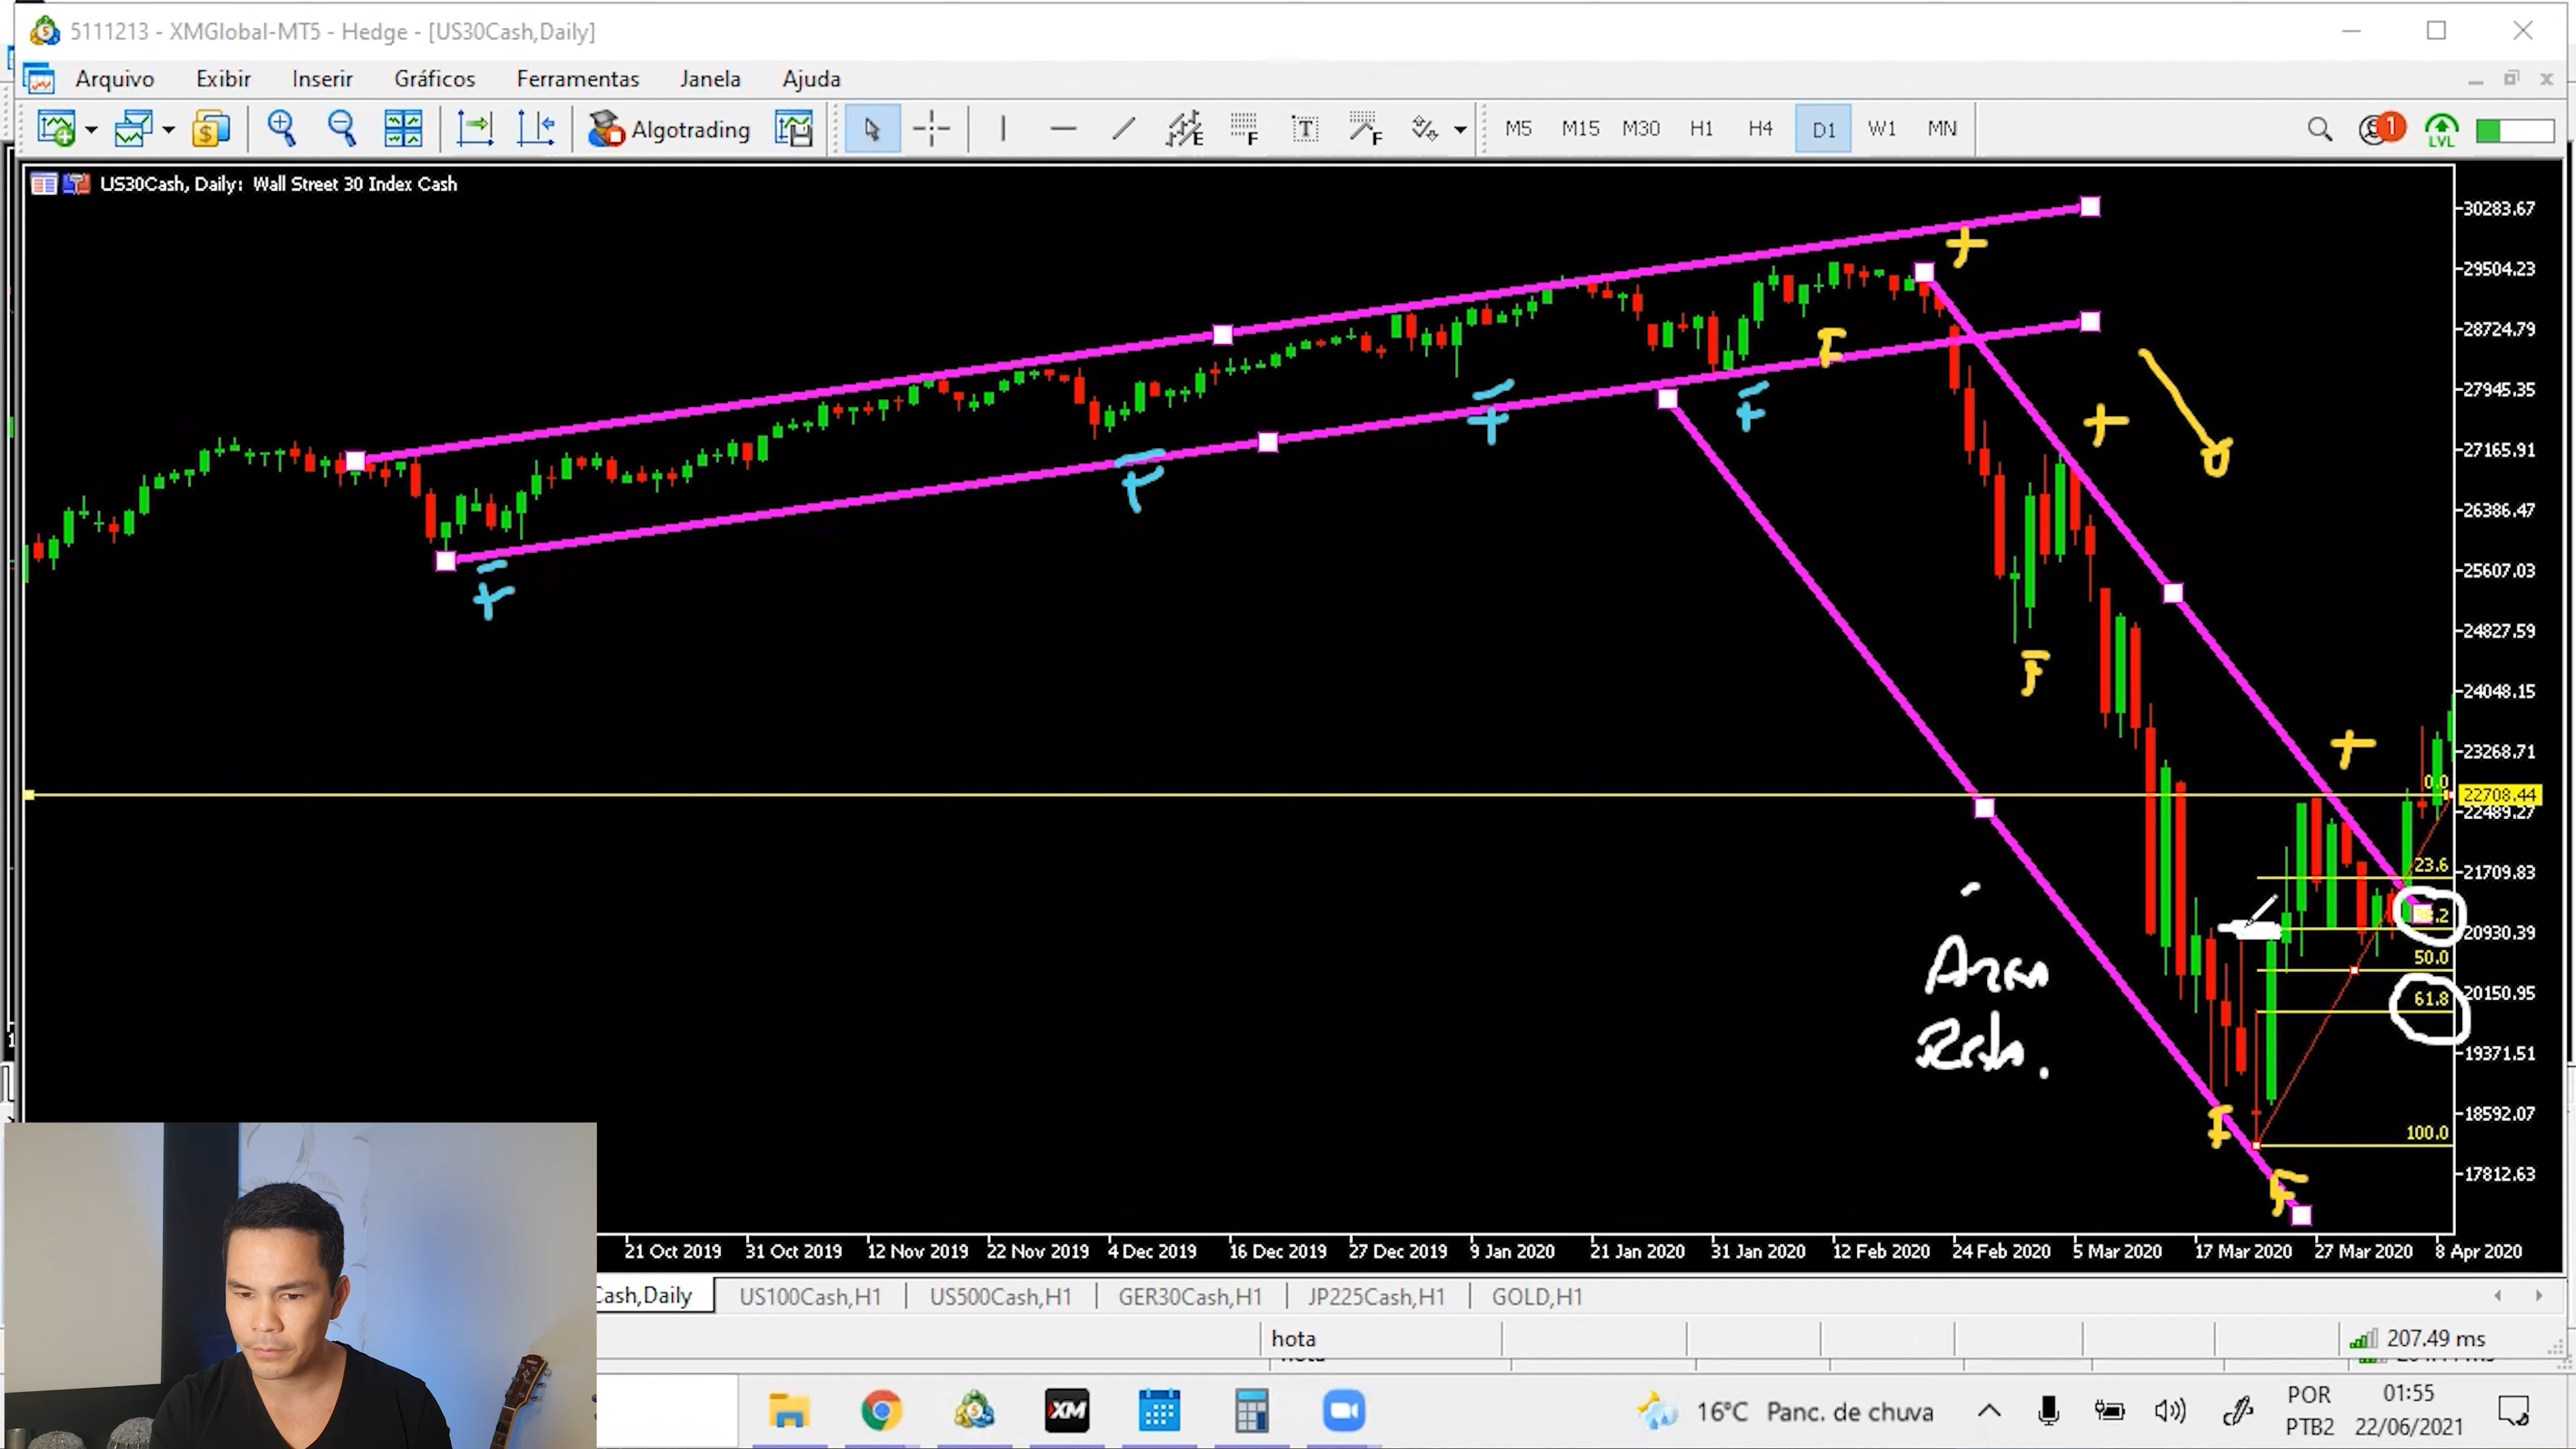 5111213 - XMGlobal-MT5 - Hedge - [US30Cash,Daily]
Arquivo Exibir Inserir Gráficos Ferramentas Janela Ajuda
Algotrading M5 M15 M30 H1 H4 D1 W1 MN 1 LVL
US30Cash, Daily: Wall Street 30 Index Cash
30283.67
29504.23
28724.79
27945.35
27165.91
26386.47
25607.03
24827.59
24048.15
23268.71
0.0
22708.44
22489.27
23.6
21709.83
20930.39
50.0
61.8
20150.95
Area
19371.51
18592.07
100.0
17812.63
21 Oct 2019 31 Oct 2019 12 Nov 2019 22 Nov 2019 4 Dec 2019 16 Dec 2019 27 Dec 2019 9 Jan 2020 21 Jan 2020 31 Jan 2020 12 Feb 2020 24 Feb 2020 5 Mar 2020 17 Mar 2020 27 Mar 2020 8 Apr 2020
Cash,Daily US100Cash,H1 US500Cash,H1 GER30Cash,H1 JP225Cash,H1 GOLD,H1
hota 207.49 ms
XM 16°C Panc. de chuva POR 01:55
PTB2 22/06/2021